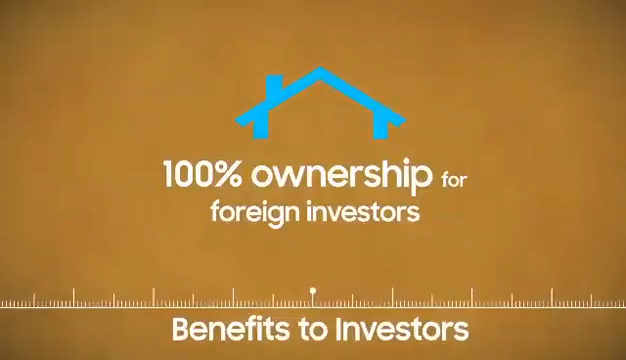 100% ownership for
foreign investors
Benefits to Investors